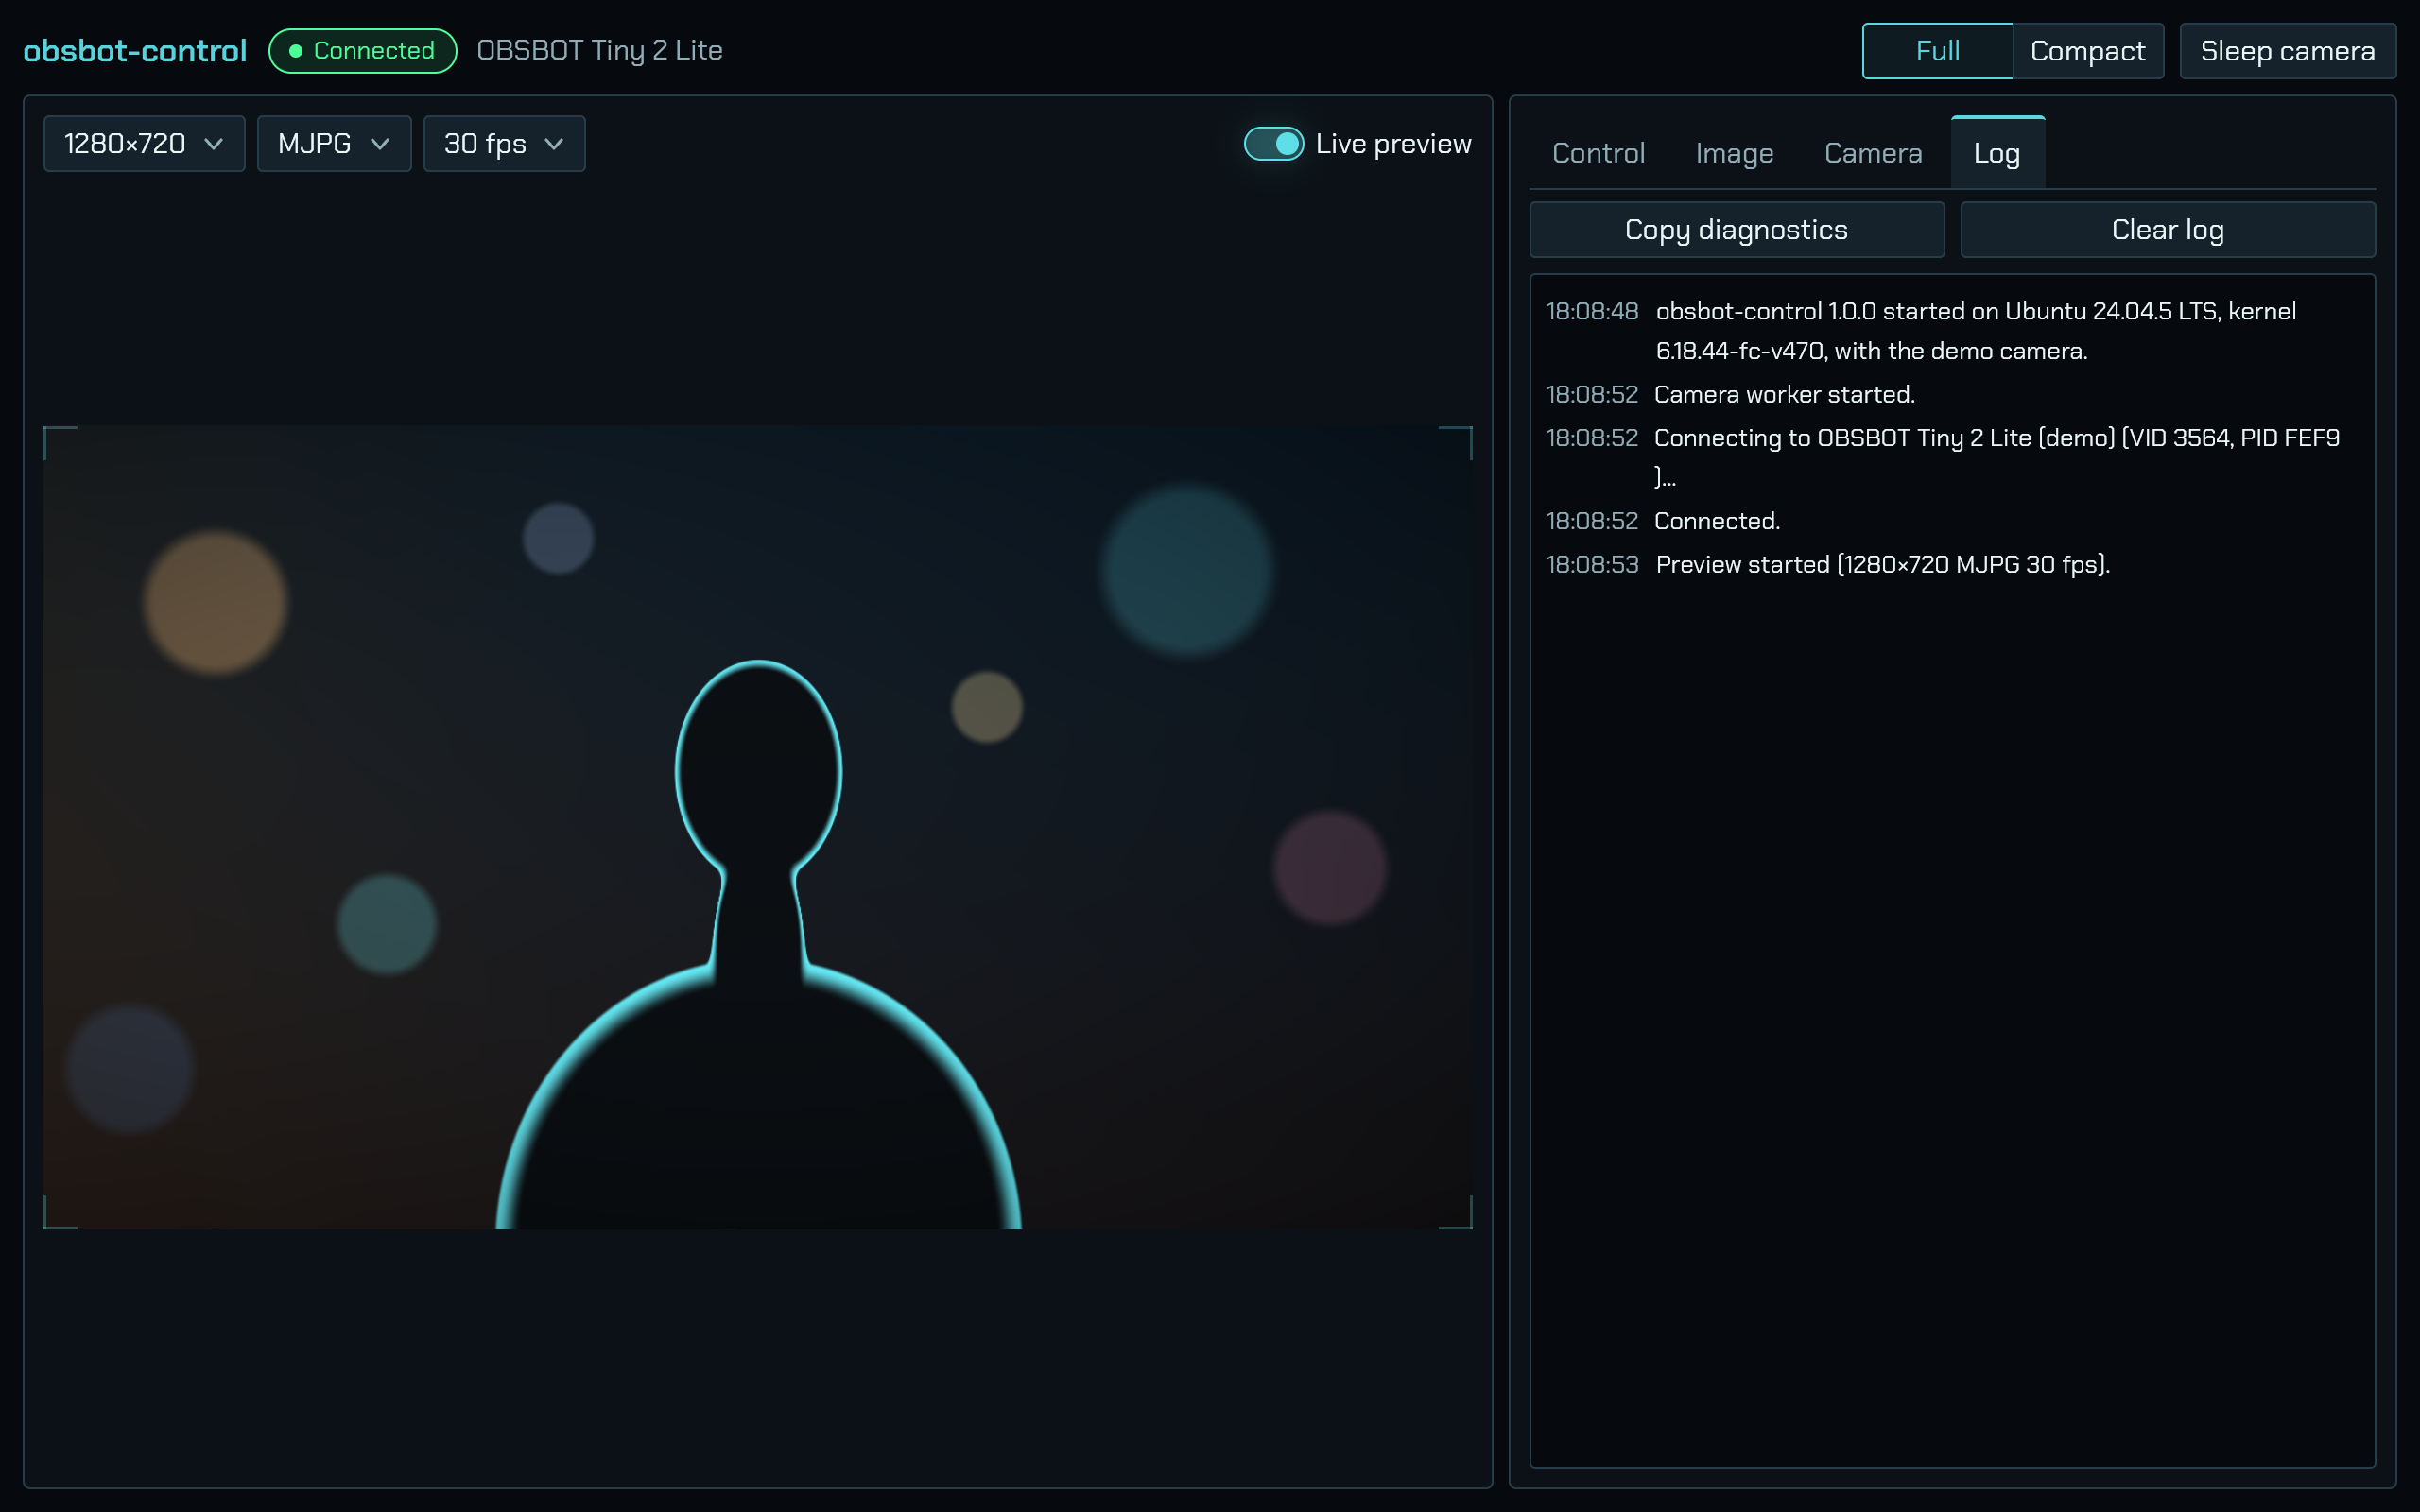 obsbot-control Connected OBSBOT Tiny 2 Lite Full Compact Sleep camera
1280×720 MJPG 30 fps Live preview
Control Image Camera Log
Copy diagnostics Clear log
18:08:48 obsbot-control 1.0.0 started on Ubuntu 24.04.5 LTS, kernel
6.18.44-fc-v470, with the demo camera.
18:08:52 Camera worker started.
18:08:52 Connecting to OBSBOT Tiny 2 Lite (demo) (VID 3564, PID FEF9
)...
18:08:52 Connected.
18:08:53 Preview started (1280×720 MJPG 30 fps).